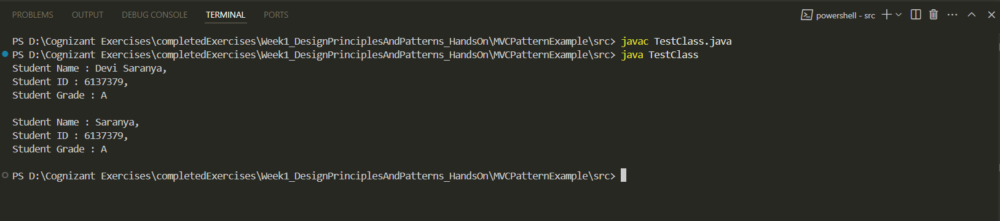 PROBLEMS OUTPUT DEBUG CONSOLE TERMINAL PORTS powershell - src
PS D:\Cognizant Exercises\completedExercises\Week1_DesignPrinciplesAndPatterns_HandsOn\MVCPatternExample\src> javac TestClass.java
PS D:\Cognizant Exercises\completedExercises\Week1_DesignPrinciplesAndPatterns_HandsOn\MVCPatternExample\src> java TestClass
Student Name : Devi Saranya,
Student ID : 6137379,
Student Grade : A
Student Name : Saranya,
Student ID : 6137379,
Student Grade : A
PS D:\Cognizant Exercises\completedExercises\Week1_DesignPrinciplesAndPatterns_HandsOn\MVCPatternExample\src>